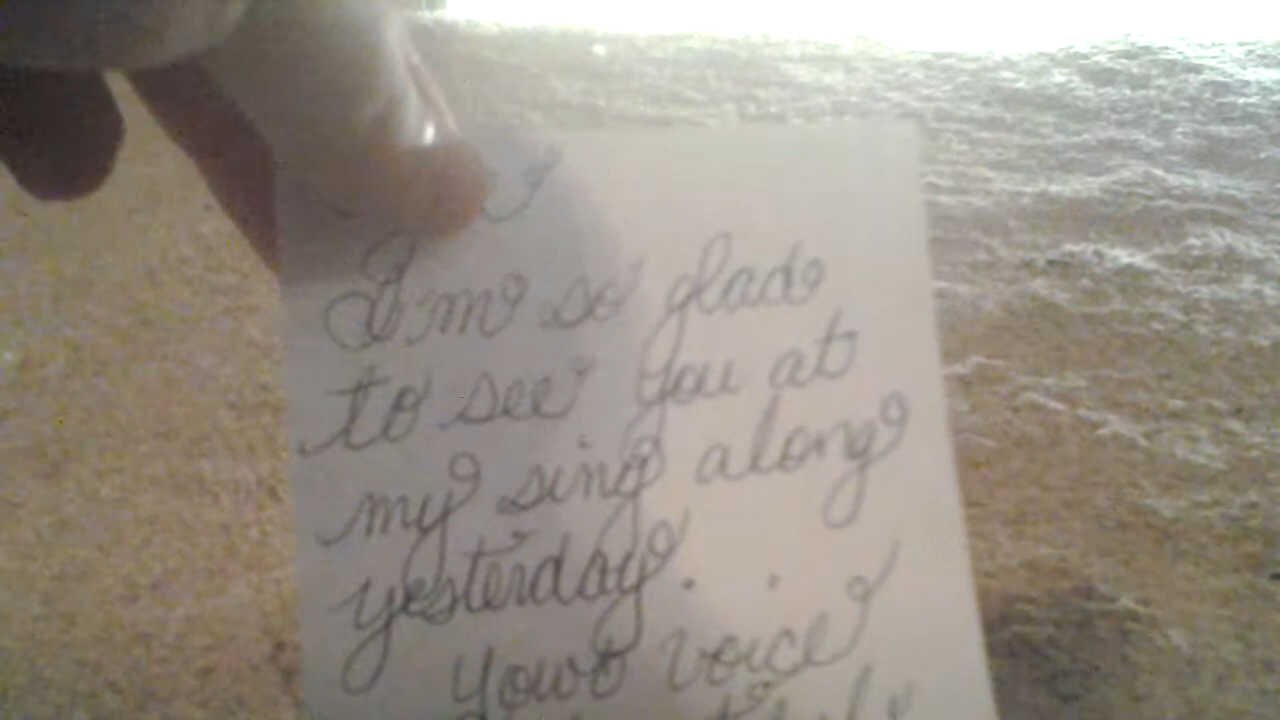 I'm so glad
to see you at
my sing along
yesterday.
Your voice